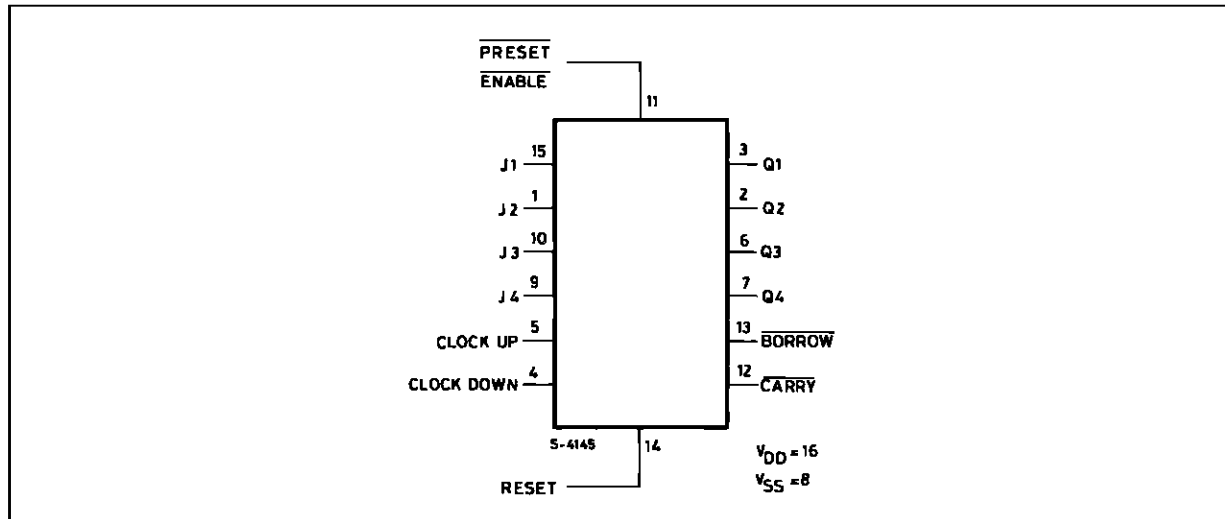 PRESET
ENABLE
11
J1 15
3 Q1
J2 1
2 Q2
J3 10
6 Q3
J4 9
7 Q4
CLOCK UP 5
13 BORROW
CLOCK DOWN 4
12 CARRY
S-4145
14
RESET
VDD = 16
VSS = 8